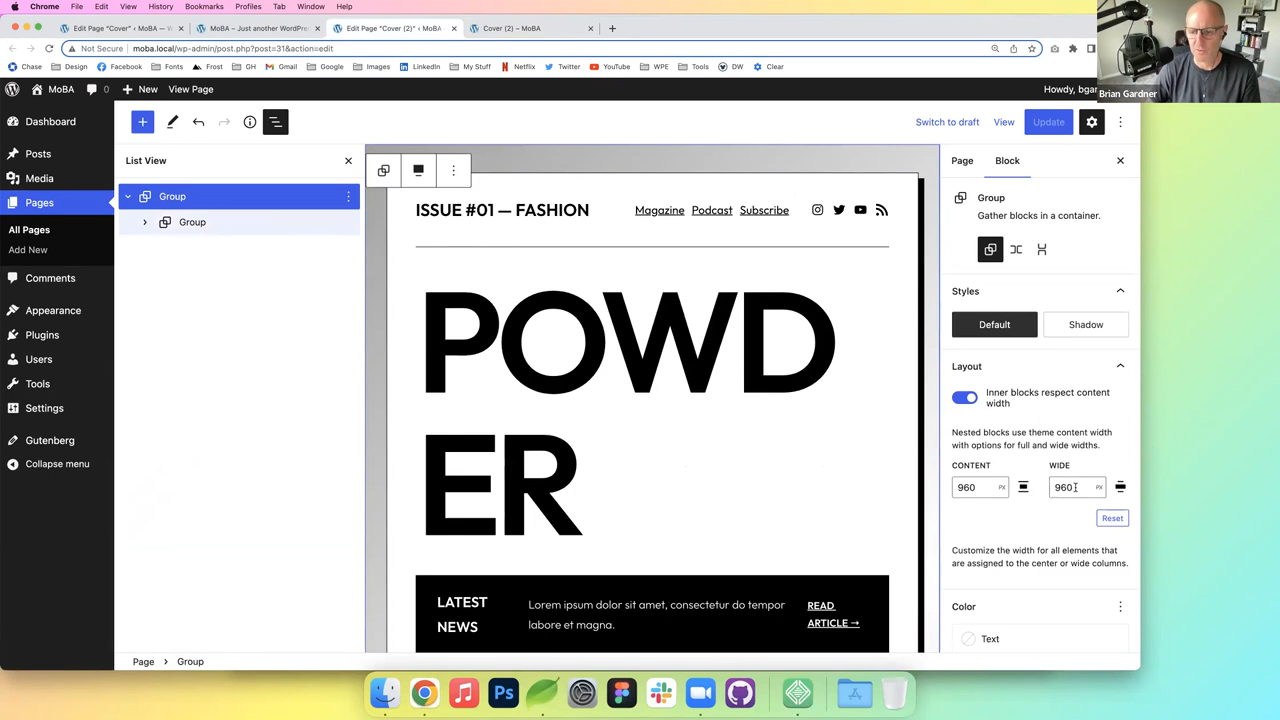 Chrome File Edit View History Bookmarks Profiles Tab Window Help
Edit Page "Cover" ‹ MoBA — W
MoBA – Just another WordPress
Edit Page "Cover (2)" ‹ MoBA
Cover (2) – MoBA
Not Secure moba.local/wp-admin/post.php?post=31&action=edit
Chase Design Facebook Fonts Frost GH Gmail Google Images LinkedIn My Stuff Netflix Twitter YouTube WPE Tools DW Clear
MoBA 0 New View Page
Howdy, bgar
Brian Gardner
Dashboard
Posts
Media
Pages
All Pages
Add New
Comments
Appearance
Plugins
Users
Tools
Settings
Gutenberg
Collapse menu
Switch to draft View Update
List View
Group
Group
ISSUE #01 — FASHION
Magazine Podcast Subscribe
POWD
ER
LATEST
NEWS
Lorem ipsum dolor sit amet, consectetur do tempor
labore et magna.
READ
ARTICLE →
Page Block
Group
Gather blocks in a container.
Styles
Default Shadow
Layout
Inner blocks respect content
width
Nested blocks use theme content width
with options for full and wide widths.
CONTENT WIDE
960 PX 960 PX
Reset
Customize the width for all elements that
are assigned to the center or wide columns.
Color
Text
Page › Group
Ps